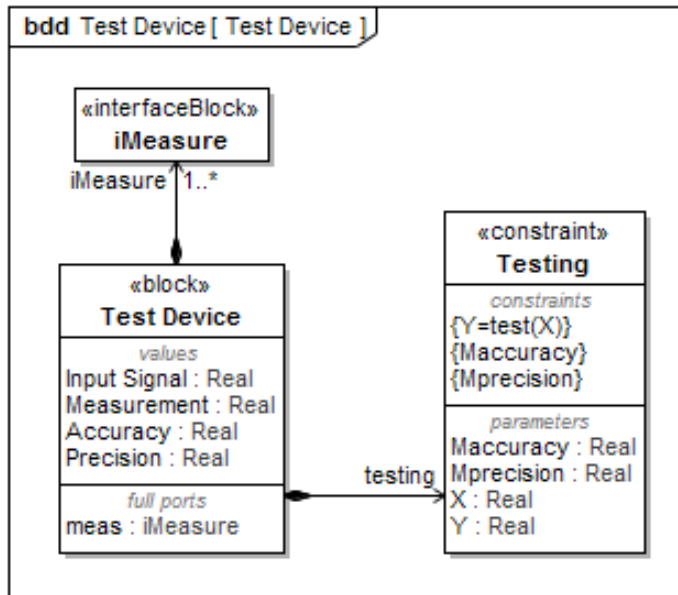 bdd Test Device [ Test Device ]
«interfaceBlock»
iMeasure
iMeasure 1..*
«block»
Test Device
values
Input Signal : Real
Measurement : Real
Accuracy : Real
Precision : Real
full ports
meas : iMeasure
testing
«constraint»
Testing
constraints
{Y=test(X)}
{Maccuracy}
{Mprecision}
parameters
Maccuracy : Real
Mprecision : Real
X : Real
Y : Real